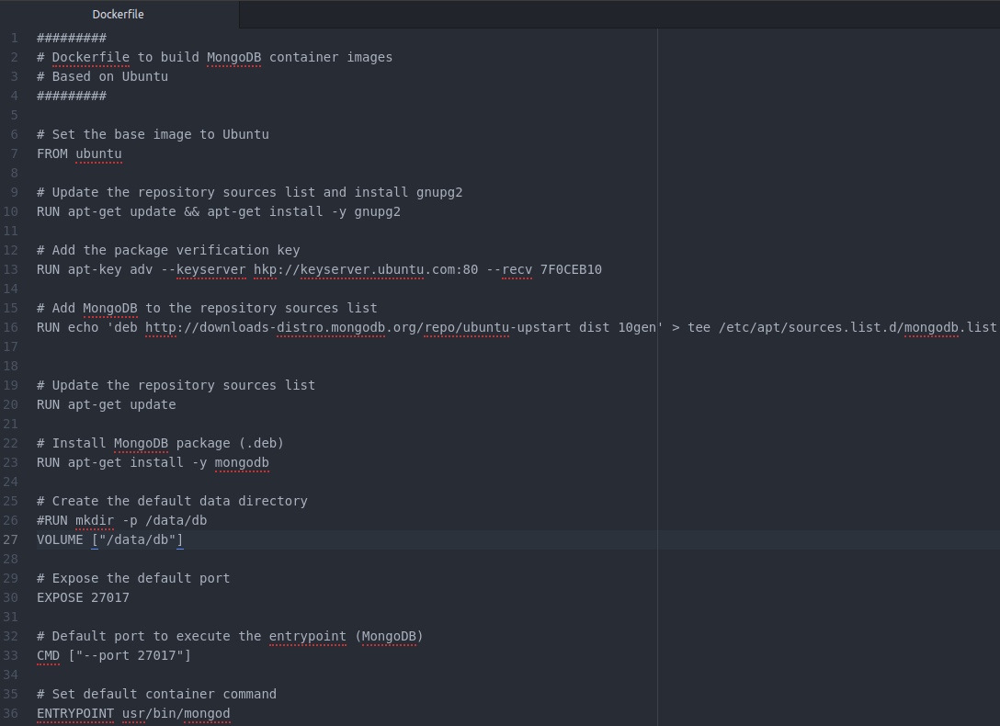 Dockerfile
1 #########
2 # Dockerfile to build MongoDB container images
3 # Based on Ubuntu
4 #########
5
6 # Set the base image to Ubuntu
7 FROM ubuntu
8
9 # Update the repository sources list and install gnupg2
10 RUN apt-get update && apt-get install -y gnupg2
11
12 # Add the package verification key
13 RUN apt-key adv --keyserver hkp://keyserver.ubuntu.com:80 --recv 7F0CEB10
14
15 # Add MongoDB to the repository sources list
16 RUN echo 'deb http://downloads-distro.mongodb.org/repo/ubuntu-upstart dist 10gen' > tee /etc/apt/sources.list.d/mongodb.list
17
18
19 # Update the repository sources list
20 RUN apt-get update
21
22 # Install MongoDB package (.deb)
23 RUN apt-get install -y mongodb
24
25 # Create the default data directory
26 #RUN mkdir -p /data/db
27 VOLUME ["/data/db"]
28
29 # Expose the default port
30 EXPOSE 27017
31
32 # Default port to execute the entrypoint (MongoDB)
33 CMD ["--port 27017"]
34
35 # Set default container command
36 ENTRYPOINT usr/bin/mongod